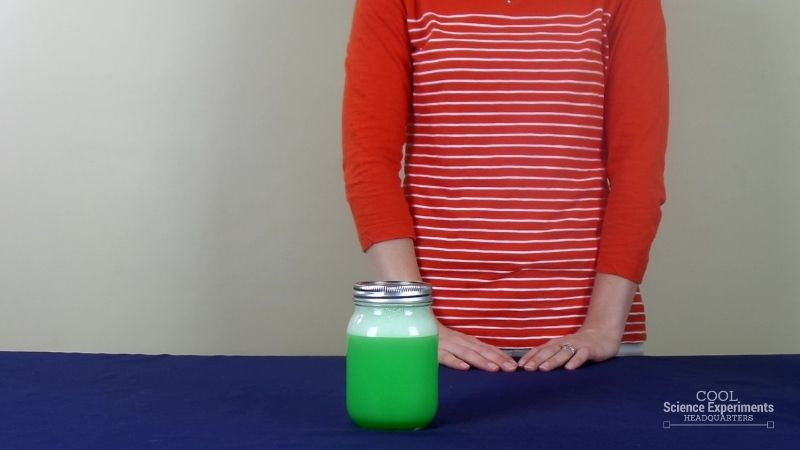 COOL
Science Experiments
HEADQUARTERS